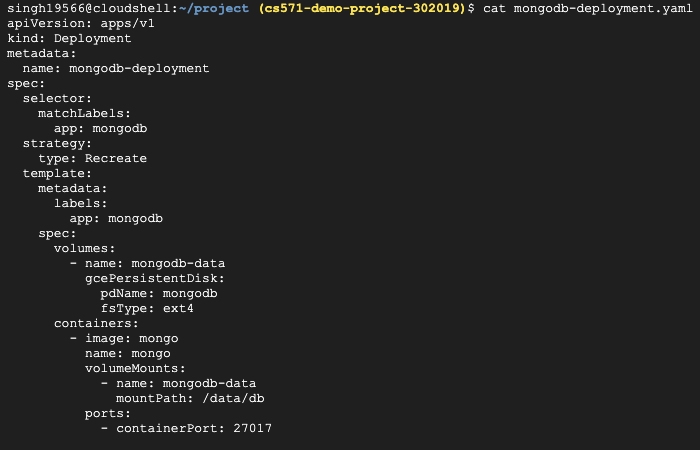 singh19566@cloudshell:~/project (cs571-demo-project-302019)$ cat mongodb-deployment.yaml
apiVersion: apps/v1
kind: Deployment
metadata:
  name: mongodb-deployment
spec:
  selector:
    matchLabels:
      app: mongodb
  strategy:
    type: Recreate
  template:
    metadata:
      labels:
        app: mongodb
    spec:
      volumes:
        - name: mongodb-data
          gcePersistentDisk:
            pdName: mongodb
            fsType: ext4
      containers:
        - image: mongo
          name: mongo
          volumeMounts:
            - name: mongodb-data
              mountPath: /data/db
          ports:
            - containerPort: 27017